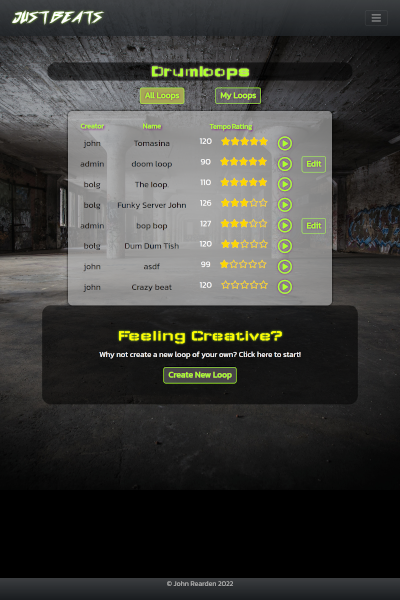 JUST BEATS
Drumloops
All Loops My Loops
Creator Name Tempo Rating
john Tomasina 120
admin doom loop 90 Edit
bolg The loop 110
bolg Funky Server John 126
admin bop bop 127 Edit
bolg Dum Dum Tish 120
john asdf 99
john Crazy beat 120
Feeling Creative?
Why not create a new loop of your own? Click here to start!
Create New Loop
© John Rearden 2022